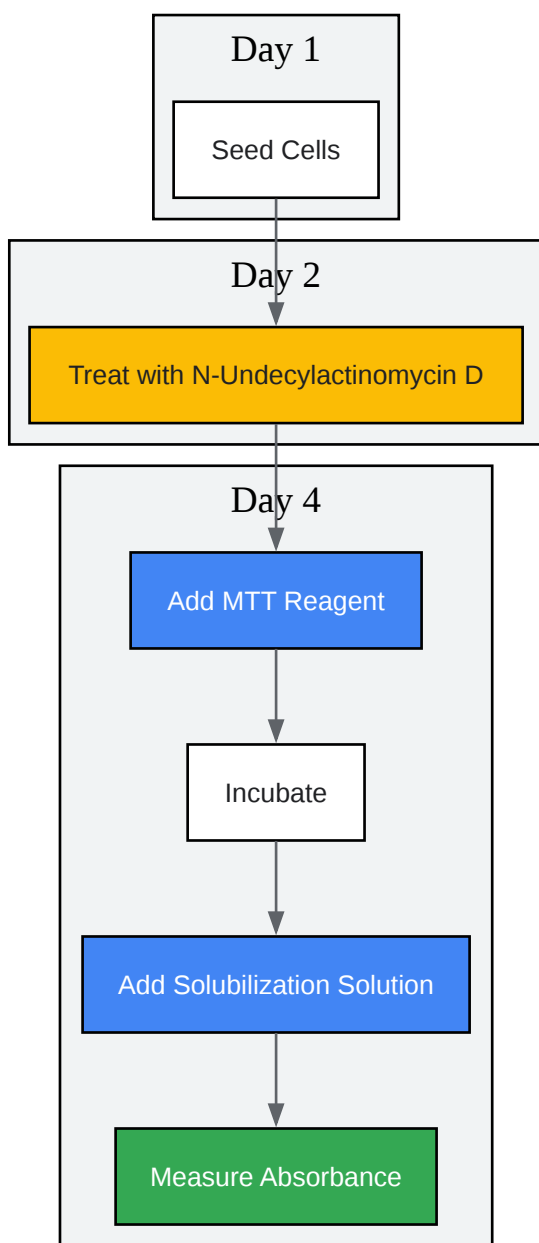 Day 1
Seed Cells
Day 2
Treat with N-Undecylactinomycin D
Day 4
Add MTT Reagent
Incubate
Add Solubilization Solution
Measure Absorbance